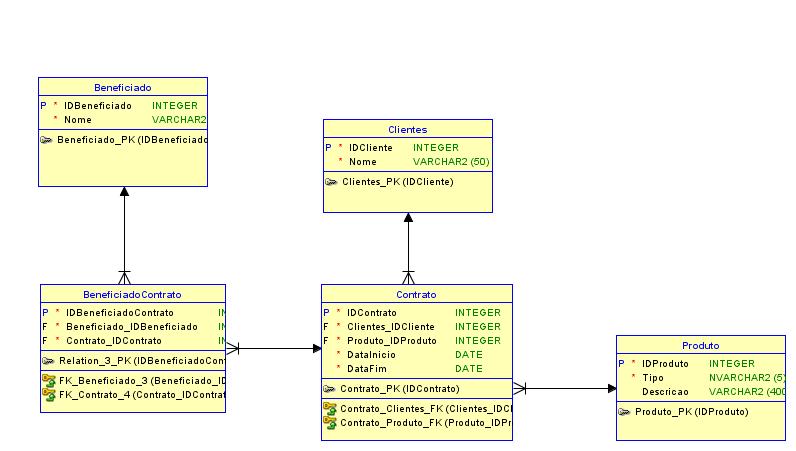 Beneficiado
P * IDBeneficiado INTEGER
* Nome VARCHAR2
Beneficiado_PK (IDBeneficiado
Clientes
P * IDCliente INTEGER
* Nome VARCHAR2 (50)
Clientes_PK (IDCliente)
BeneficiadoContrato
P * IDBeneficiadoContrato IN
F * Beneficiado_IDBeneficiado IN
F * Contrato_IDContrato IN
Relation_3_PK (IDBeneficiadoCon
FK_Beneficiado_3 (Beneficiado_ID
FK_Contrato_4 (Contrato_IDContrat
Contrato
P * IDContrato INTEGER
F * Clientes_IDCliente INTEGER
F * Produto_IDProduto INTEGER
* DataInicio DATE
* DataFim DATE
Contrato_PK (IDContrato)
Contrato_Clientes_FK (Clientes_IDCl
Contrato_Produto_FK (Produto_IDPr
Produto
P * IDProduto INTEGER
* Tipo NVARCHAR2 (5)
Descricao VARCHAR2 (400
Produto_PK (IDProduto)